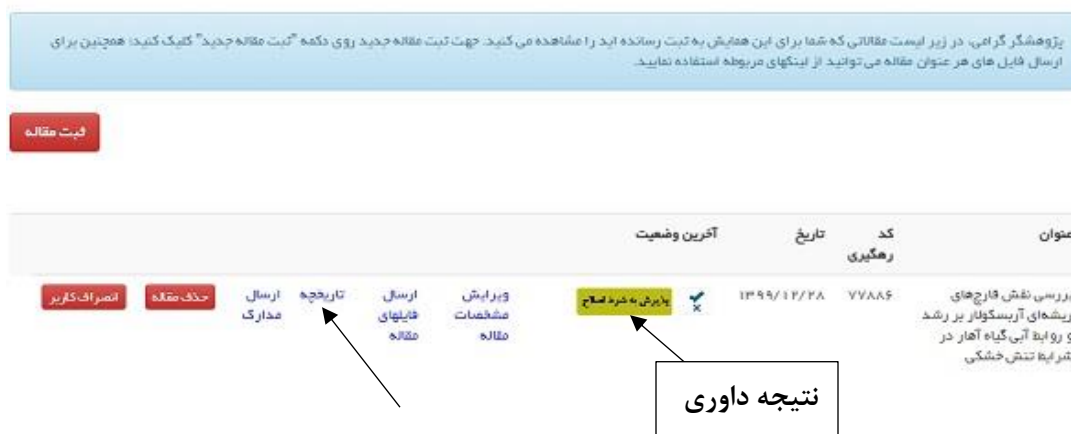 پژوهشگر گرامی، در زیر لیست مقالاتی که شما برای این همایش به ثبت رسانده اید را مشاهده می کنید. جهت ثبت مقاله جدید روی دکمه "ثبت مقاله جدید" کلیک کنید؛ همچنین برای
ارسال فایل های هر عنوان مقاله می توانید از لینکهای مربوطه استفاده نمایید.
ثبت مقاله
عنوان
کد
رهگیری
تاریخ
آخرین وضعیت
بررسی نقش قارچ‌های
ریشه‌ای آربسکولار بر رشد
و روابط آبی گیاه آهار در
شرایط تنش خشکی
۷۷۸۸۶
۱۳۹۹/۱۲/۲۸
پذیرش به شرط اصلاح
ویرایش
مشخصات
مقاله
ارسال
فایلهای
مقاله
تاریخچه
ارسال
مدارک
حذف مقاله
انصراف کاربر
نتیجه داوری